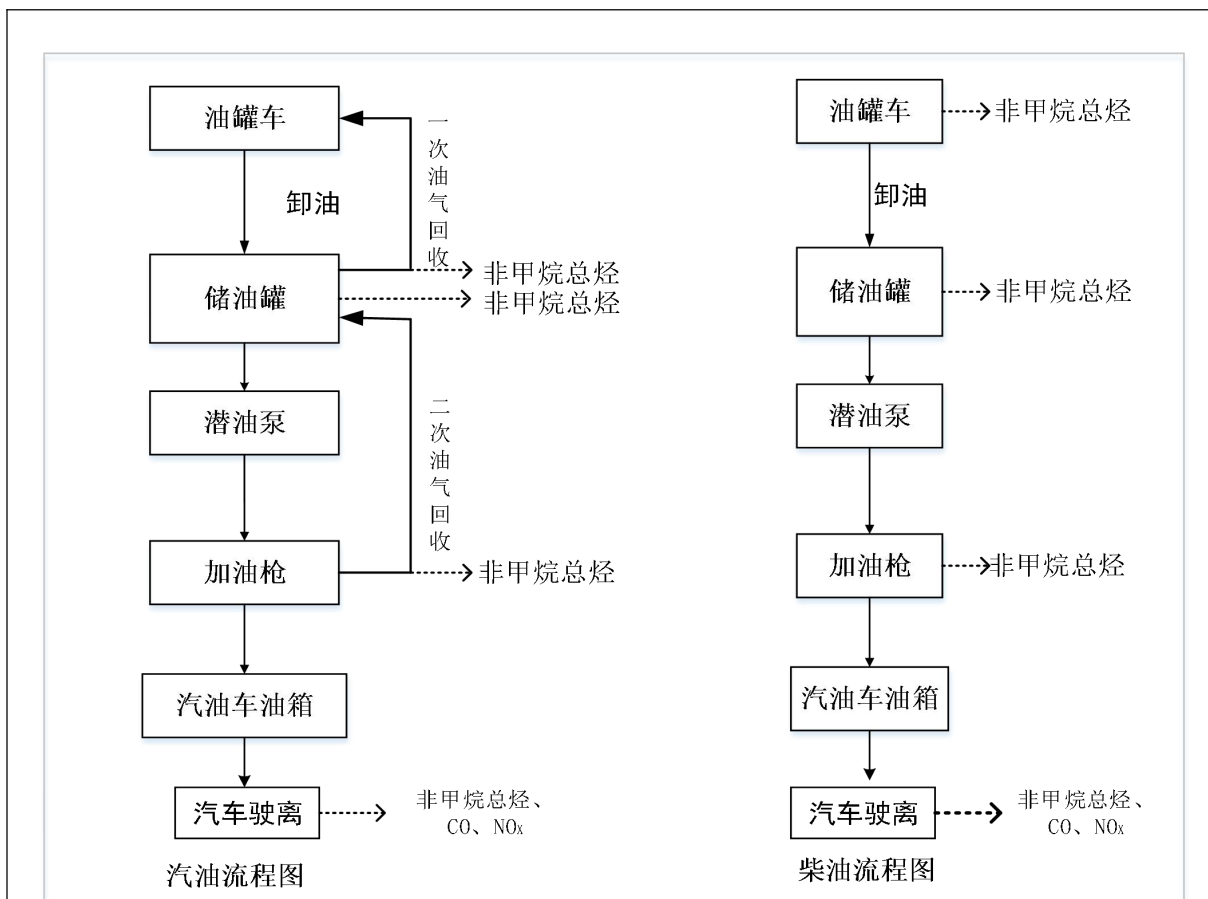 油罐车
一次油气回收
卸油
非甲烷总烃
储油罐
非甲烷总烃
潜油泵
二次油气回收
加油枪
非甲烷总烃
汽油车油箱
汽车驶离
非甲烷总烃、
CO、NOx
汽油流程图
油罐车
非甲烷总烃
卸油
储油罐
非甲烷总烃
潜油泵
加油枪
非甲烷总烃
汽油车油箱
汽车驶离
非甲烷总烃、
CO、NOx
柴油流程图